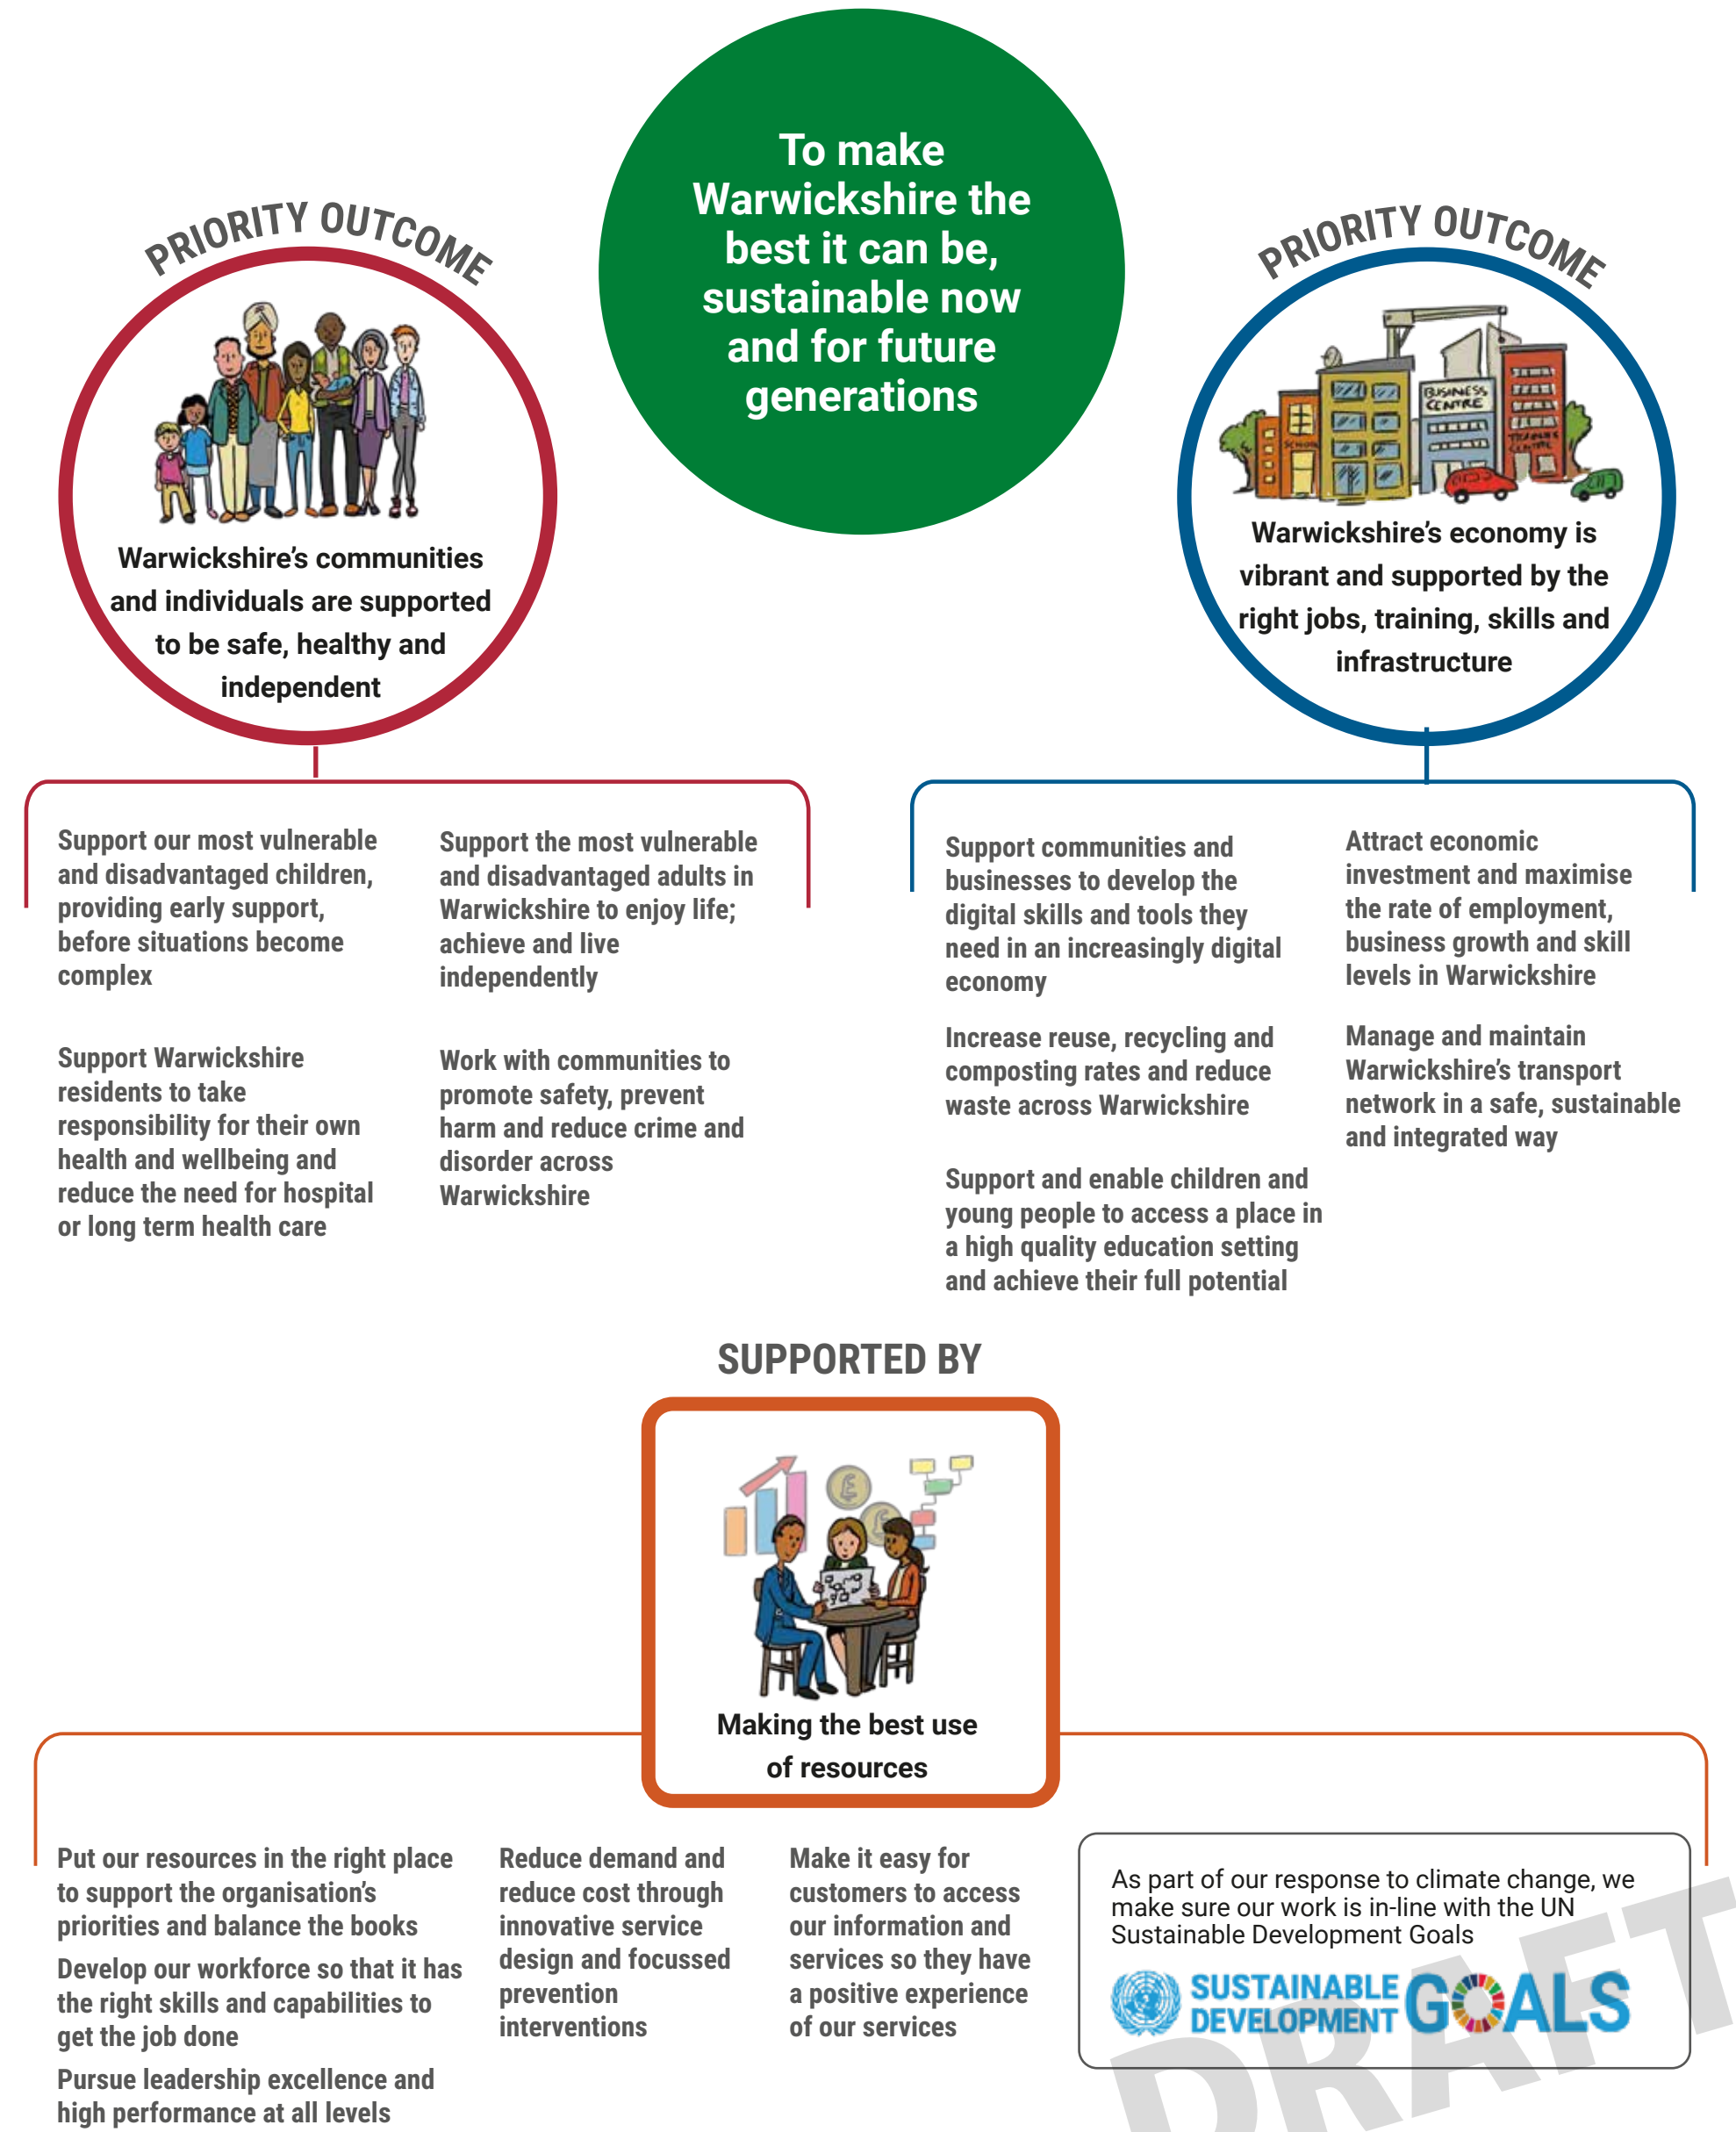 To make
Warwickshire the
best it can be,
sustainable now
and for future
generations
PRIORITY OUTCOME
Warwickshire’s communities
and individuals are supported
to be safe, healthy and
independent
PRIORITY OUTCOME
SCHOOL
BUSINESS
CENTRE
TRAINING
CENTRE
Warwickshire’s economy is
vibrant and supported by the
right jobs, training, skills and
infrastructure
Support our most vulnerable
and disadvantaged children,
providing early support,
before situations become
complex
Support the most vulnerable
and disadvantaged adults in
Warwickshire to enjoy life;
achieve and live
independently
Support Warwickshire
residents to take
responsibility for their own
health and wellbeing and
reduce the need for hospital
or long term health care
Work with communities to
promote safety, prevent
harm and reduce crime and
disorder across
Warwickshire
Support communities and
businesses to develop the
digital skills and tools they
need in an increasingly digital
economy
Attract economic
investment and maximise
the rate of employment,
business growth and skill
levels in Warwickshire
Increase reuse, recycling and
composting rates and reduce
waste across Warwickshire
Manage and maintain
Warwickshire’s transport
network in a safe, sustainable
and integrated way
Support and enable children and
young people to access a place in
a high quality education setting
and achieve their full potential
SUPPORTED BY
£
£
Making the best use
of resources
Put our resources in the right place
to support the organisation’s
priorities and balance the books
Develop our workforce so that it has
the right skills and capabilities to
get the job done
Pursue leadership excellence and
high performance at all levels
Reduce demand and
reduce cost through
innovative service
design and focussed
prevention
interventions
Make it easy for
customers to access
our information and
services so they have
a positive experience
of our services
As part of our response to climate change, we
make sure our work is in-line with the UN
Sustainable Development Goals
SUSTAINABLE
DEVELOPMENT GOALS
DRAFT